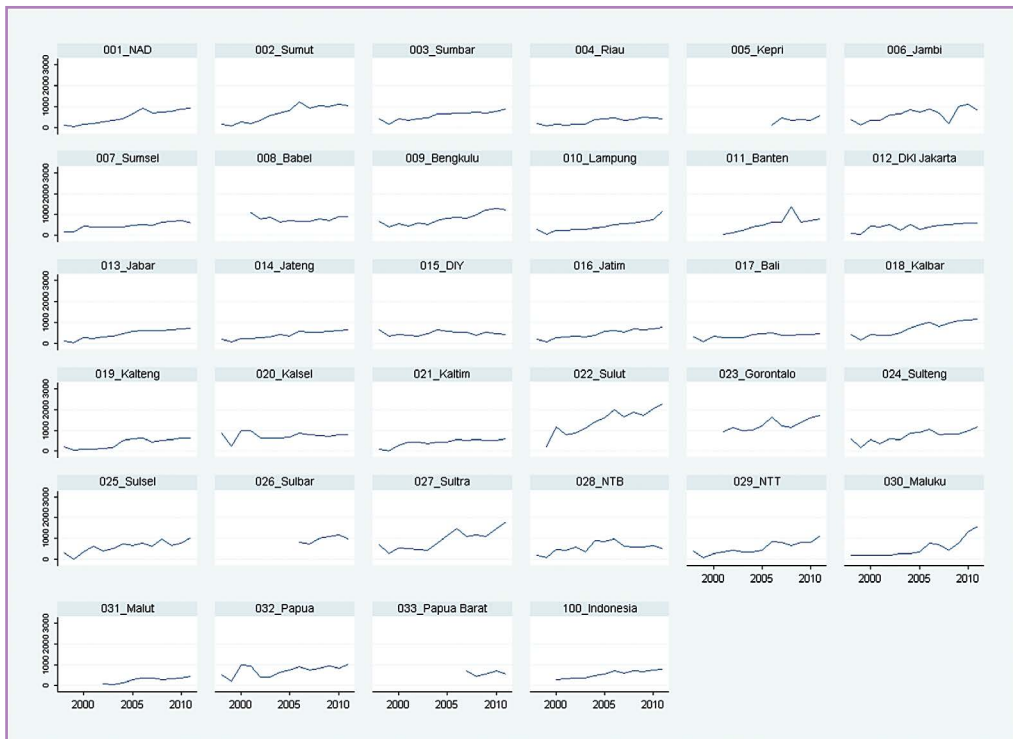 001_NAD 002_Sumut 003_Sumbar 004_Riau 005_Kepri 006_Jambi
0 1000 2000 3000
007_Sumsel 008_Babel 009_Bengkulu 010_Lampung 011_Banten 012_DKI Jakarta
0 1000 2000 3000
013_Jabar 014_Jateng 015_DIY 016_Jatim 017_Bali 018_Kalbar
0 1000 2000 3000
019_Kalteng 020_Kalsel 021_Kaltim 022_Sulut 023_Gorontalo 024_Sulteng
0 1000 2000 3000
025_Sulsel 026_Sulbar 027_Sultra 028_NTB 029_NTT 030_Maluku
0 1000 2000 3000
2000 2005 2010 2000 2005 2010
031_Malut 032_Papua 033_Papua Barat 100_Indonesia
0 1000 2000 3000
2000 2005 2010 2000 2005 2010 2000 2005 2010 2000 2005 2010